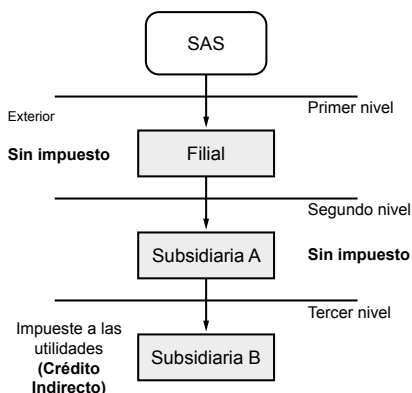 SAS
Primer nivel
Exterior
Sin impuesto
Filial
Segundo nivel
Subsidiaria A
Sin impuesto
Tercer nivel
Impueste a las
utilidades
(Crédito
Indirecto)
Subsidiaria B